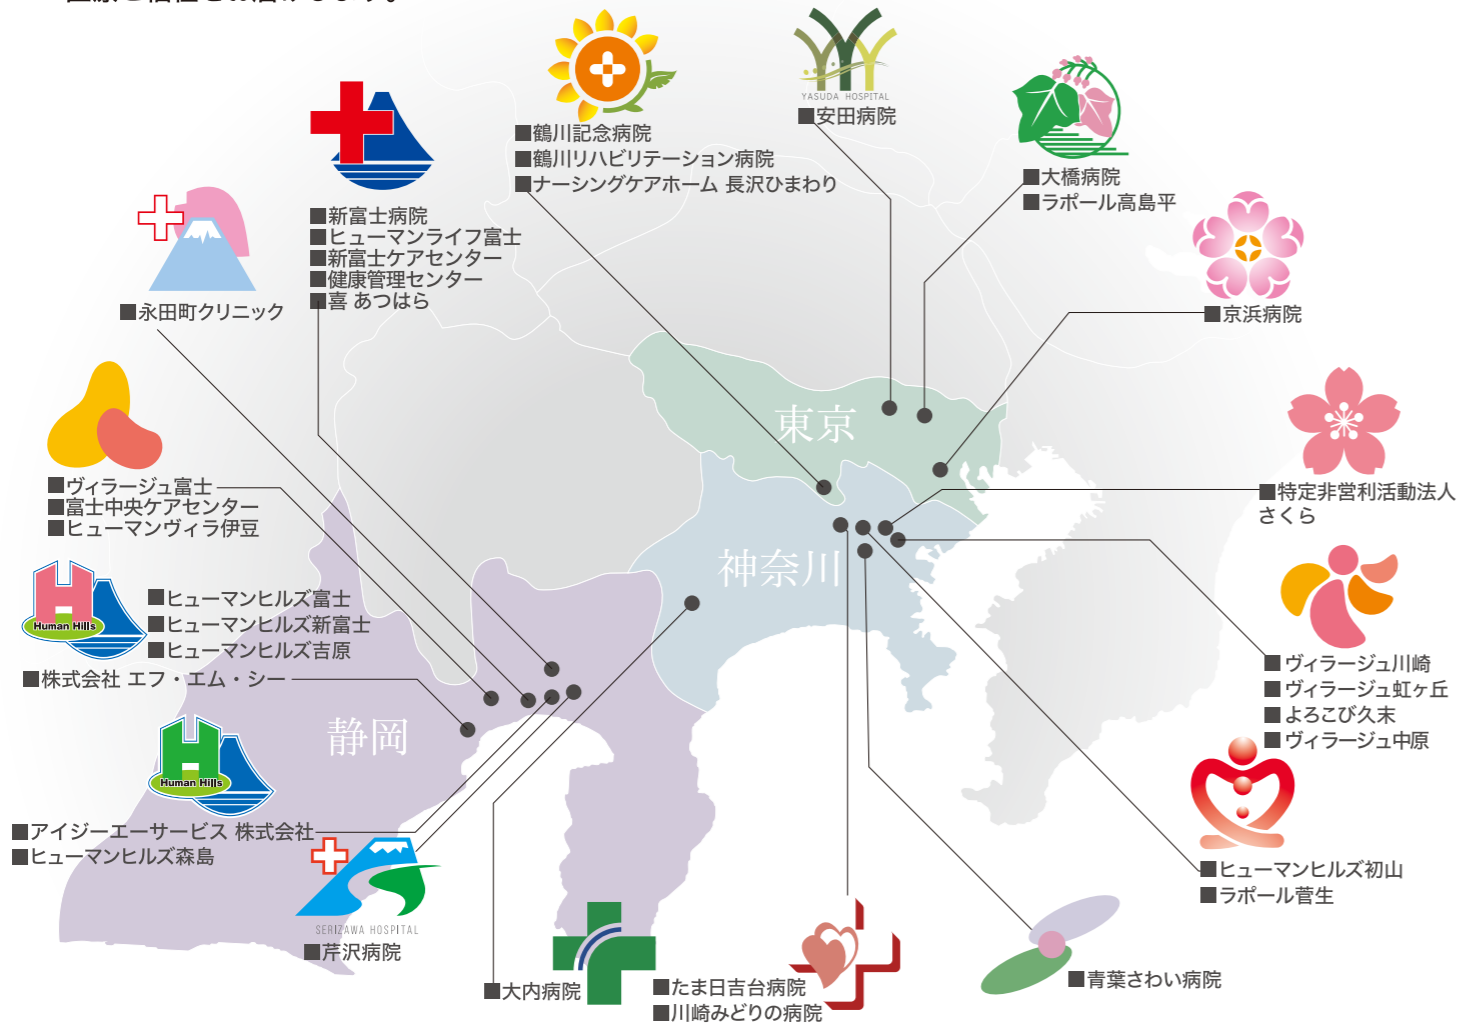 YASUDA HOSPITAL
■安田病院
■鶴川記念病院
■鶴川リハビリテーション病院
■ナーシングケアホーム 長沢ひまわり
■大橋病院
■ラポール高島平
■新富士病院
■ヒューマンライフ富士
■新富士ケアセンター
■健康管理センター
■喜 あつはら
■永田町クリニック
■京浜病院
東京
■ヴィラージュ富士
■富士中央ケアセンター
■ヒューマンヴィラ伊豆
■特定非営利活動法人
さくら
神奈川
Human Hills
■ヒューマンヒルズ富士
■ヒューマンヒルズ新富士
■ヒューマンヒルズ吉原
■株式会社 エフ・エム・シー
■ヴィラージュ川崎
■ヴィラージュ虹ヶ丘
■よろこび久末
■ヴィラージュ中原
静岡
Human Hills
■アイジーエーサービス 株式会社
■ヒューマンヒルズ森島
■ヒューマンヒルズ初山
■ラポール菅生
SERIZAWA HOSPITAL
■芹沢病院
■大内病院
■たま日吉台病院
■川崎みどりの病院
■青葉さわい病院